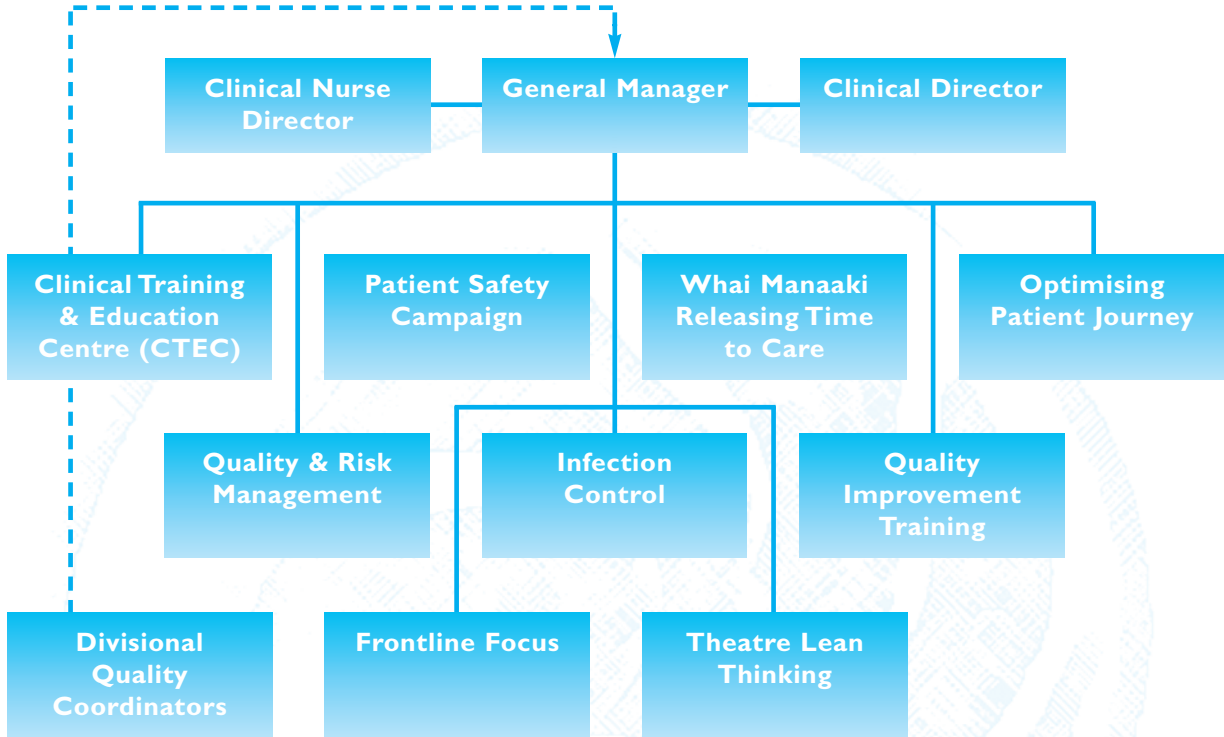 Clinical Nurse
Director
General Manager
Clinical Director
Clinical Training
& Education
Centre (CTEC)
Patient Safety
Campaign
Whai Manaaki
Releasing Time
to Care
Optimising
Patient Journey
Quality & Risk
Management
Infection
Control
Quality
Improvement
Training
Divisional
Quality
Coordinators
Frontline Focus
Theatre Lean
Thinking